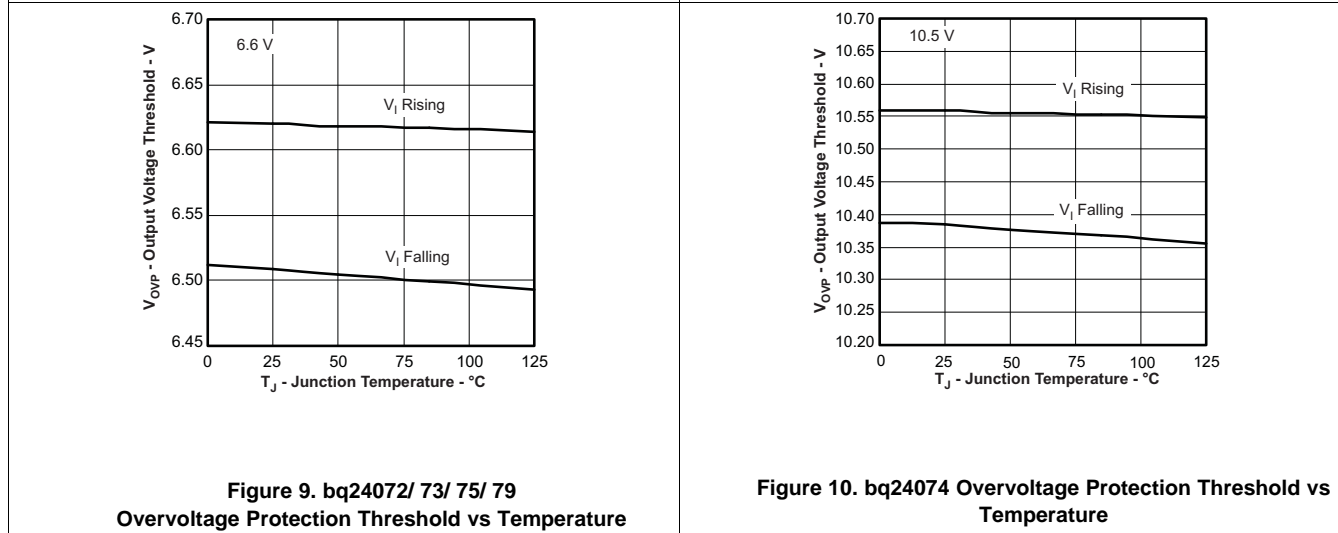 6.70
6.65
6.60
6.55
6.50
6.45
V_OVP - Output Voltage Threshold - V
6.6 V
V_I Rising
V_I Falling
0 25 50 75 100 125
T_J - Junction Temperature - °C
Figure 9. bq24072/ 73/ 75/ 79
Overvoltage Protection Threshold vs Temperature
10.70
10.65
10.60
10.55
10.50
10.45
10.40
10.35
10.30
10.25
10.20
V_OVP - Output Voltage Threshold - V
10.5 V
V_I Rising
V_I Falling
0 25 50 75 100 125
T_J - Junction Temperature - °C
Figure 10. bq24074 Overvoltage Protection Threshold vs
Temperature